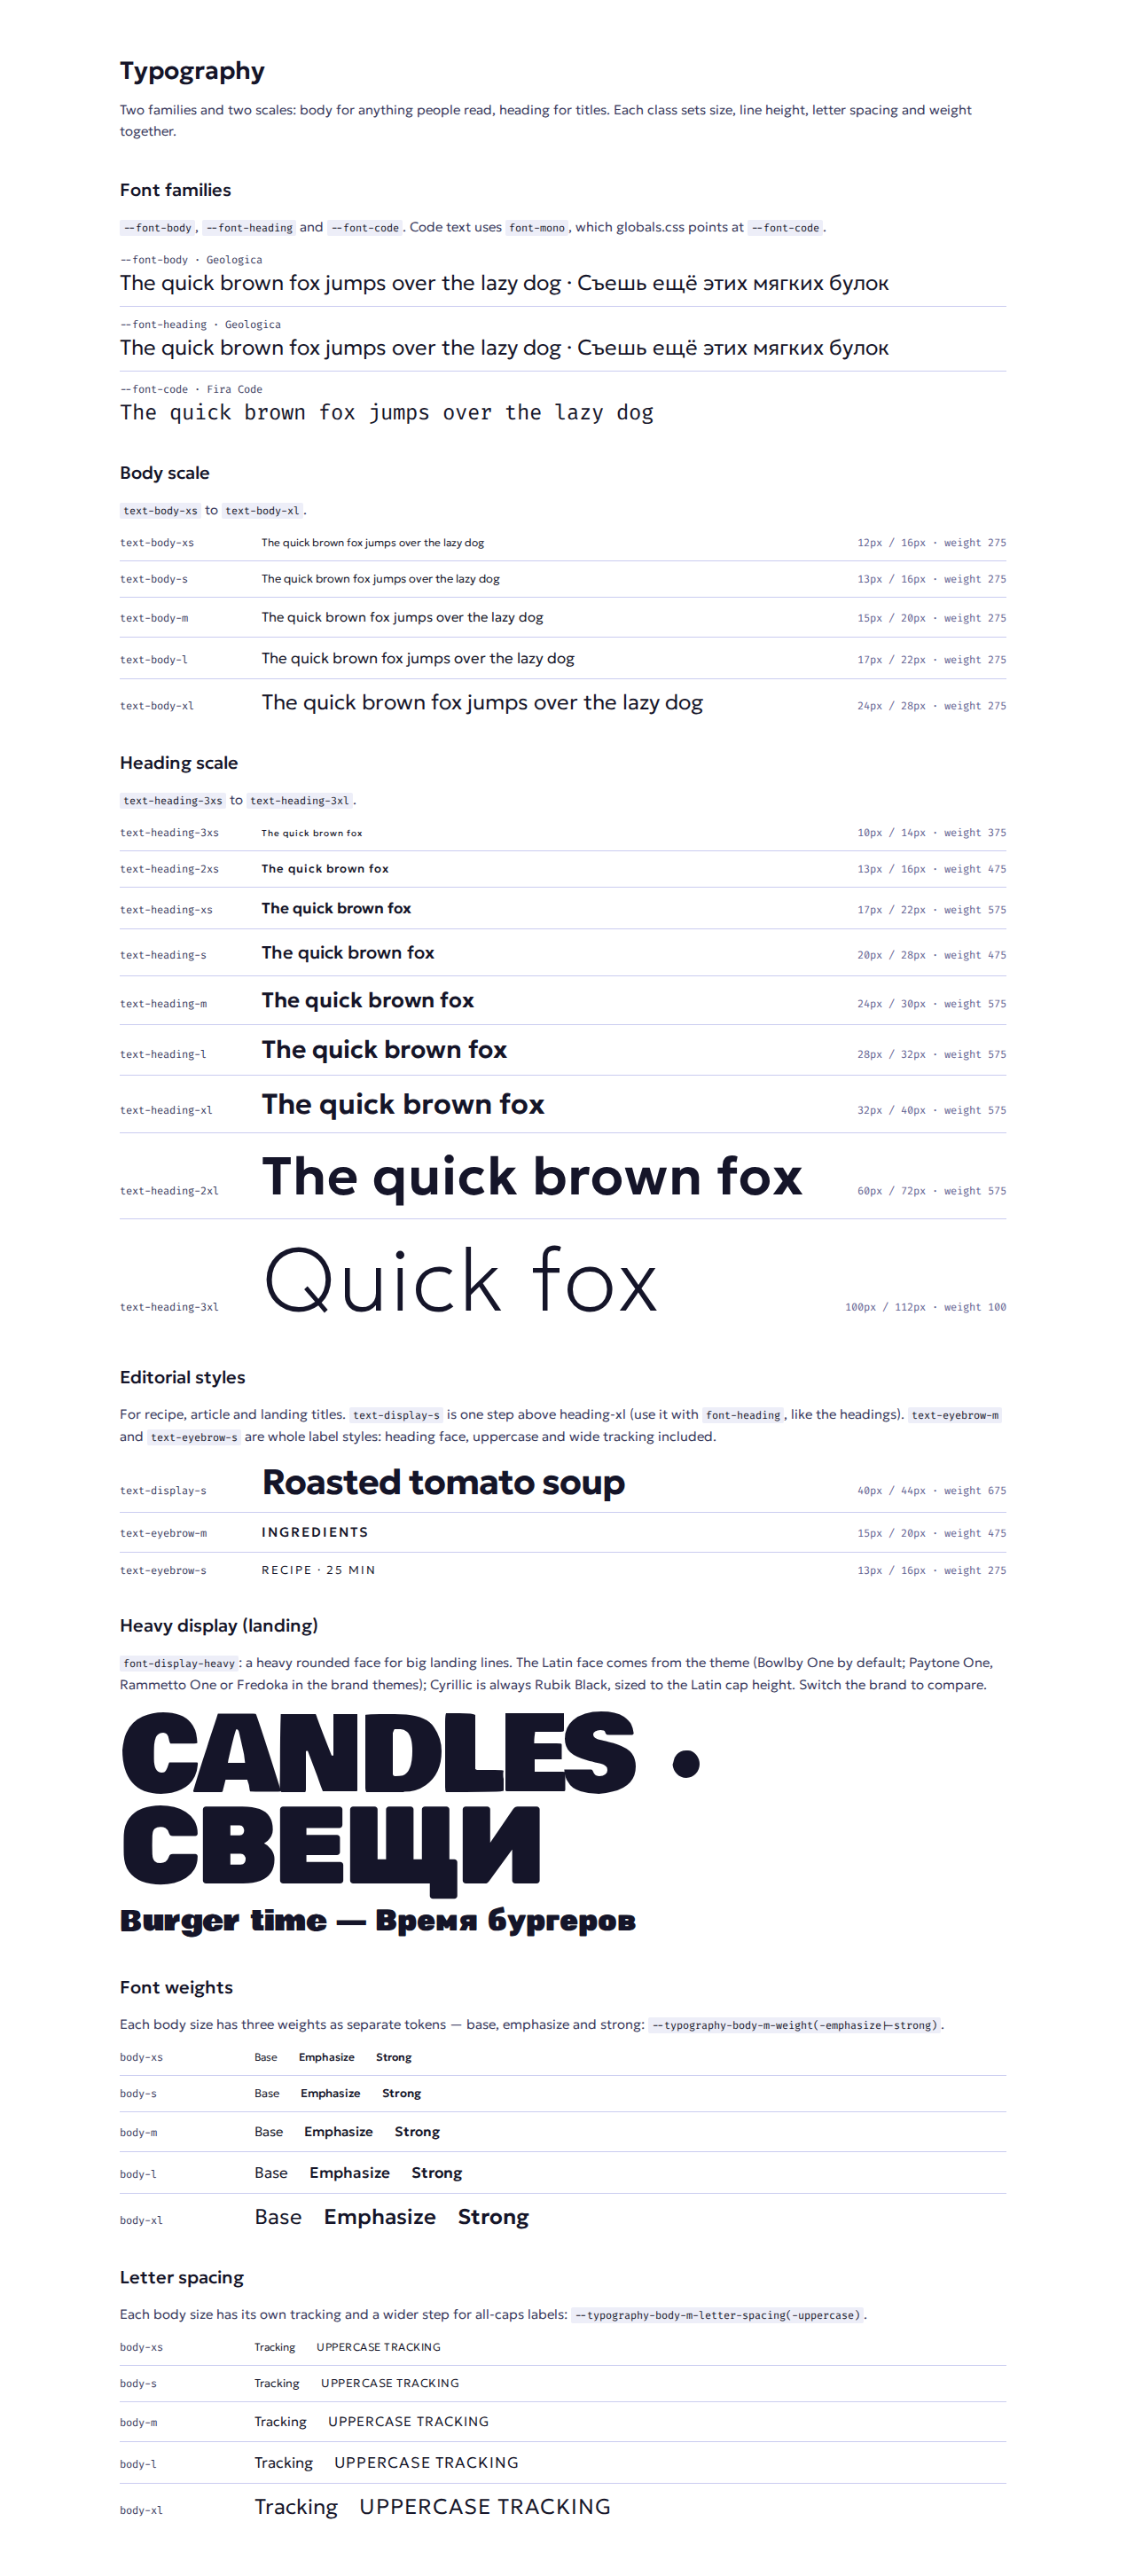 Typography
Two families and two scales: body for anything people read, heading for titles. Each class sets size, line height, letter spacing and weight
together.
Font families
--font-body, --font-heading and --font-code. Code text uses font-mono, which globals.css points at --font-code.
--font-body · Geologica
The quick brown fox jumps over the lazy dog · Съешь ещё этих мягких булок
--font-heading · Geologica
The quick brown fox jumps over the lazy dog · Съешь ещё этих мягких булок
--font-code · Fira Code
The quick brown fox jumps over the lazy dog
Body scale
text-body-xs to text-body-xl.
text-body-xs The quick brown fox jumps over the lazy dog 12px / 16px · weight 275
text-body-s The quick brown fox jumps over the lazy dog 13px / 16px · weight 275
text-body-m The quick brown fox jumps over the lazy dog 15px / 20px · weight 275
text-body-l The quick brown fox jumps over the lazy dog 17px / 22px · weight 275
text-body-xl The quick brown fox jumps over the lazy dog 24px / 28px · weight 275
Heading scale
text-heading-3xs to text-heading-3xl.
text-heading-3xs The quick brown fox 10px / 14px · weight 375
text-heading-2xs The quick brown fox 13px / 16px · weight 475
text-heading-xs The quick brown fox 17px / 22px · weight 575
text-heading-s The quick brown fox 20px / 28px · weight 475
text-heading-m The quick brown fox 24px / 30px · weight 575
text-heading-l The quick brown fox 28px / 32px · weight 575
text-heading-xl The quick brown fox 32px / 40px · weight 575
text-heading-2xl The quick brown fox 60px / 72px · weight 575
text-heading-3xl Quick fox 100px / 112px · weight 100
Editorial styles
For recipe, article and landing titles. text-display-s is one step above heading-xl (use it with font-heading, like the headings). text-eyebrow-m
and text-eyebrow-s are whole label styles: heading face, uppercase and wide tracking included.
text-display-s Roasted tomato soup 40px / 44px · weight 675
text-eyebrow-m INGREDIENTS 15px / 20px · weight 475
text-eyebrow-s RECIPE · 25 MIN 13px / 16px · weight 275
Heavy display (landing)
font-display-heavy: a heavy rounded face for big landing lines. The Latin face comes from the theme (Bowlby One by default; Paytone One,
Rammetto One or Fredoka in the brand themes); Cyrillic is always Rubik Black, sized to the Latin cap height. Switch the brand to compare.
CANDLES ·
СВЕЩИ
Burger time — Время бургеров
Font weights
Each body size has three weights as separate tokens — base, emphasize and strong: --typography-body-m-weight(-emphasize|-strong).
body-xs Base Emphasize Strong
body-s Base Emphasize Strong
body-m Base Emphasize Strong
body-l Base Emphasize Strong
body-xl Base Emphasize Strong
Letter spacing
Each body size has its own tracking and a wider step for all-caps labels: --typography-body-m-letter-spacing(-uppercase).
body-xs Tracking UPPERCASE TRACKING
body-s Tracking UPPERCASE TRACKING
body-m Tracking UPPERCASE TRACKING
body-l Tracking UPPERCASE TRACKING
body-xl Tracking UPPERCASE TRACKING